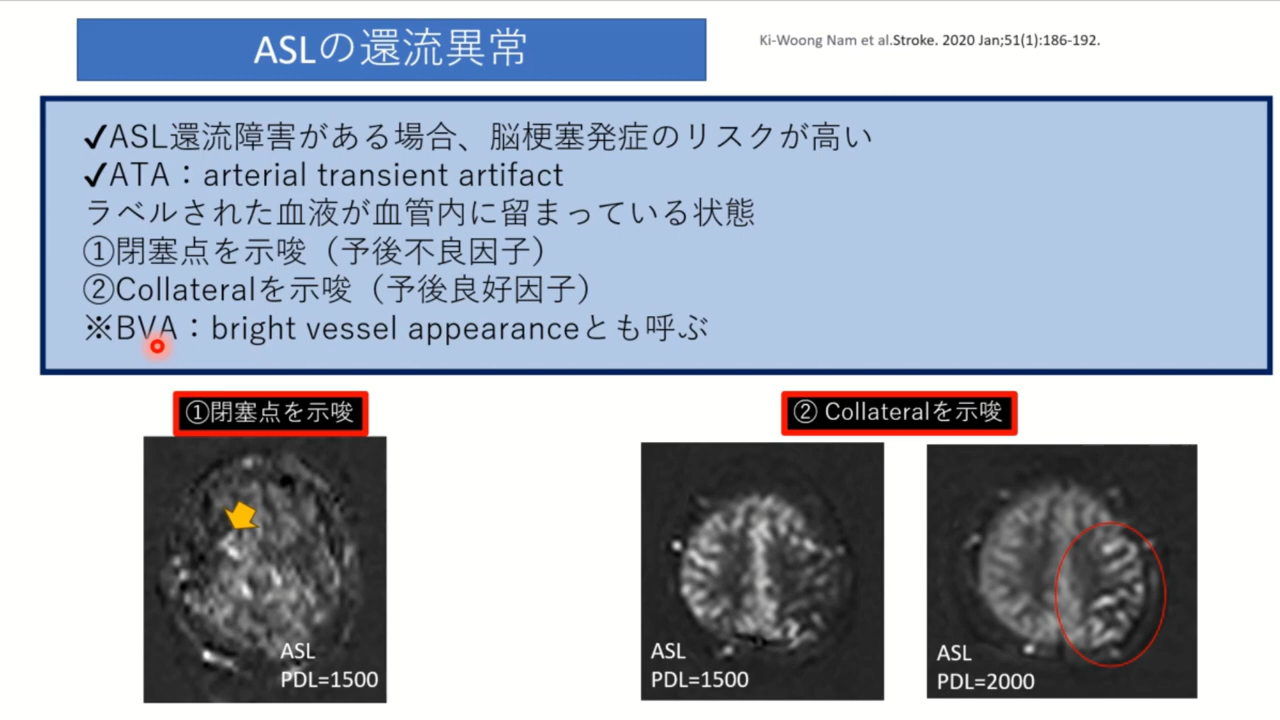 ASLの還流異常
Ki-Woong Nam et al.Stroke. 2020 Jan;51(1):186-192.
✓ASL還流障害がある場合、脳梗塞発症のリスクが高い
✓ATA：arterial transient artifact
ラベルされた血液が血管内に留まっている状態
①閉塞点を示唆（予後不良因子）
②Collateralを示唆（予後良好因子）
※BVA：bright vessel appearanceとも呼ぶ
①閉塞点を示唆
② Collateralを示唆
ASL
PDL=1500
ASL
PDL=1500
ASL
PDL=2000